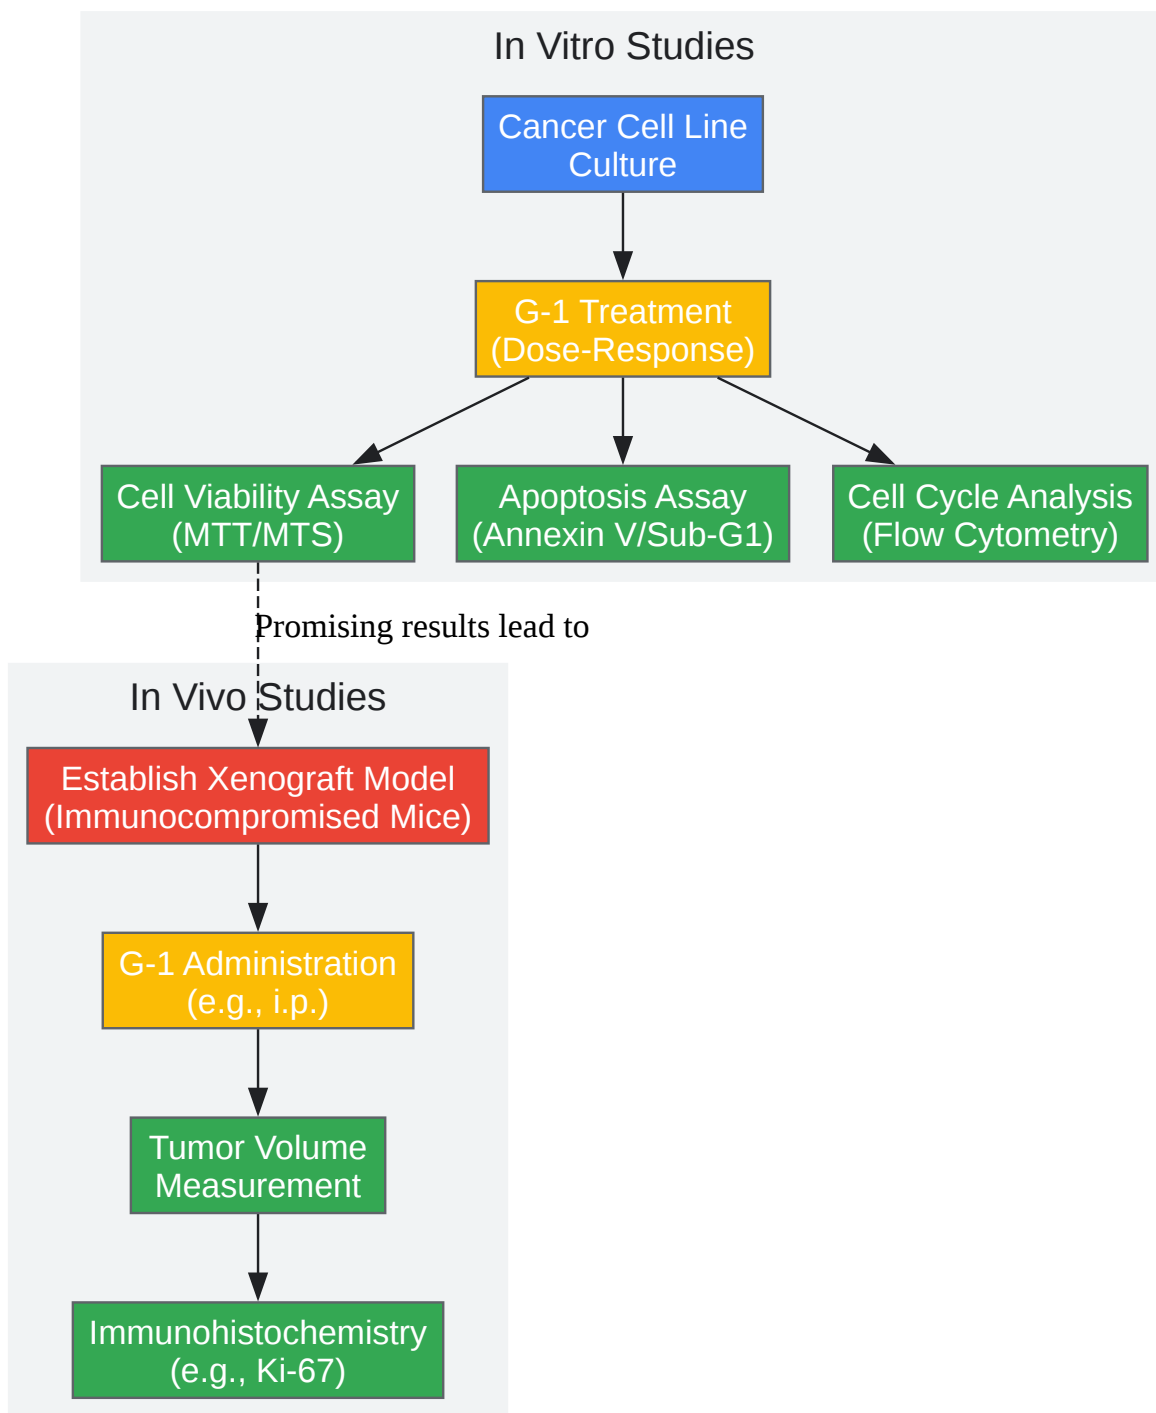 In Vitro Studies
Cancer Cell Line
Culture
G-1 Treatment
(Dose-Response)
Cell Viability Assay
(MTT/MTS)
Apoptosis Assay
(Annexin V/Sub-G1)
Cell Cycle Analysis
(Flow Cytometry)
Promising results lead to
In Vivo Studies
Establish Xenograft Model
(Immunocompromised Mice)
G-1 Administration
(e.g., i.p.)
Tumor Volume
Measurement
Immunohistochemistry
(e.g., Ki-67)